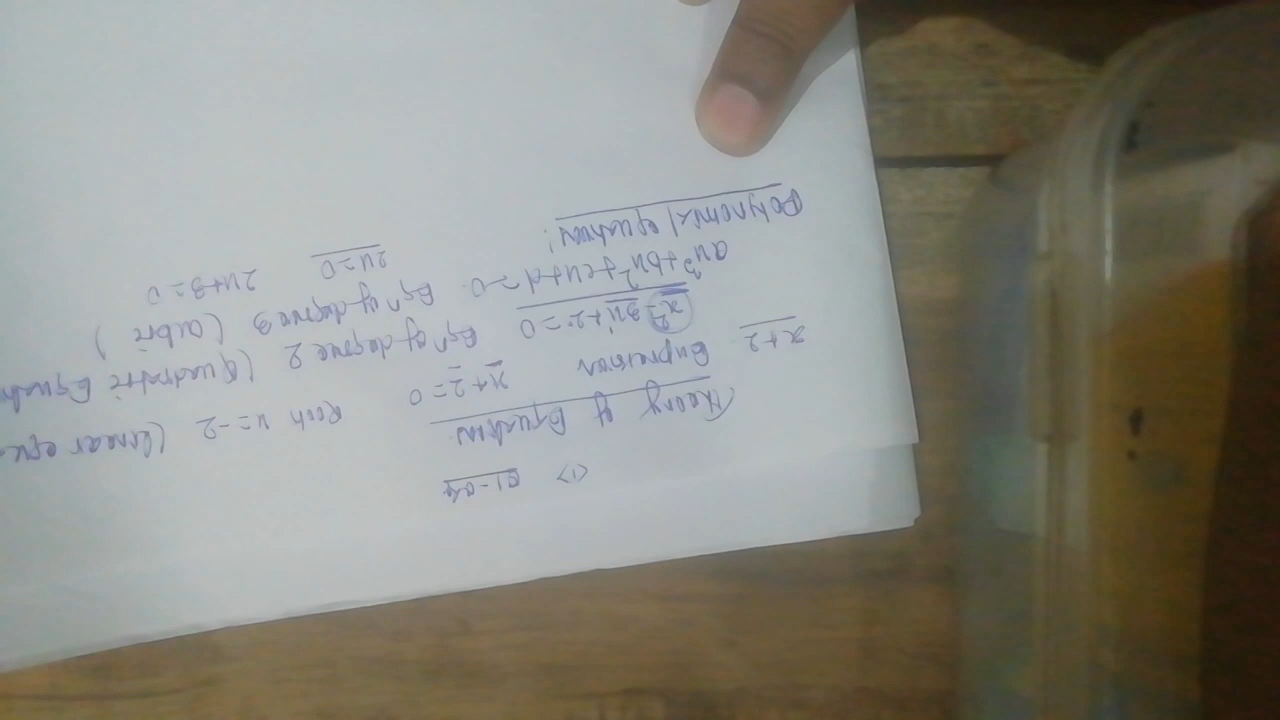 (1) 01-04
Theory of Equation
x+2 Expression x+2=0 Root x=-2 (linear equ
x²-3x¹+2=0 Eqⁿ of degree 2 (Quadratic Equatn
ax³+bx²+cx+d=0 Eqⁿ of degree 3 (cubic)
Polynomial equation: 2x=0 2x+3=0